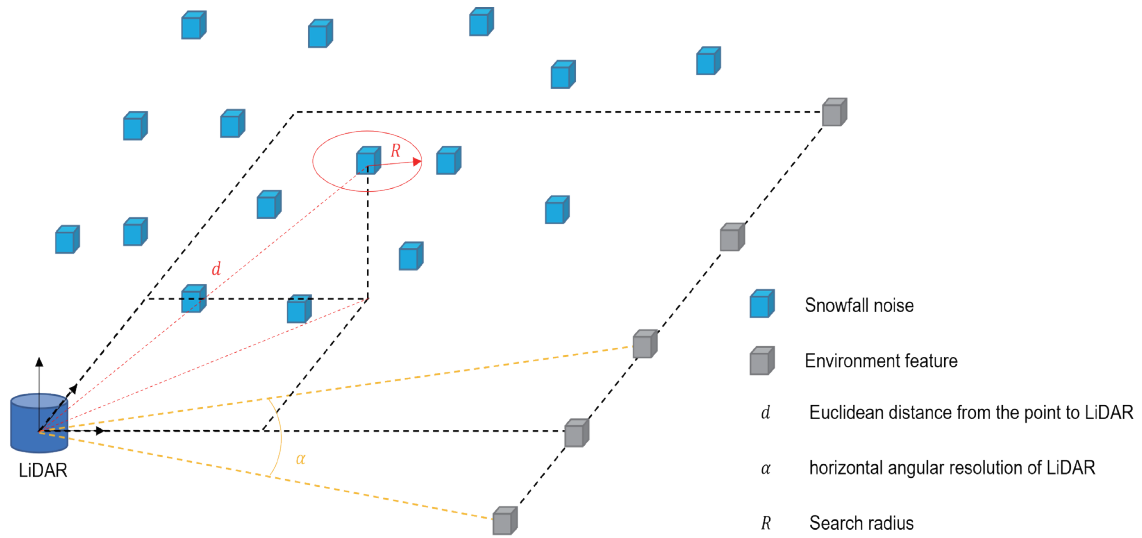 R
d
Snowfall noise
Environment feature
d Euclidean distance from the point to LiDAR
α
LiDAR
α horizontal angular resolution of LiDAR
R Search radius